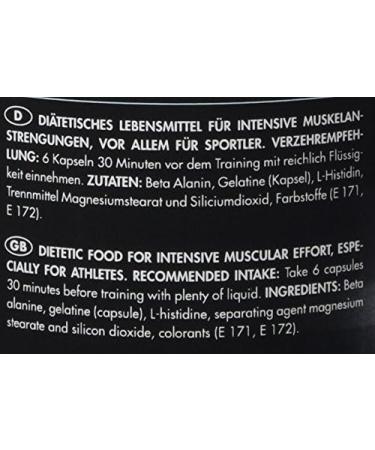 D DIÄTETISCHES LEBENSMITTEL FÜR INTENSIVE MUSKELAN-
STRENGUNGEN, VOR ALLEM FÜR SPORTLER. VERZEHREMPFEH-
LUNG: 6 Kapseln 30 Minuten vor dem Training mit reichlich Flüssig-
keit einnehmen. ZUTATEN: Beta Alanin, Gelatine (Kapsel), L-Histidin,
Trennmittel Magnesiumstearat und Siliciumdioxid, Farbstoffe (E 171,
E 172).
GB DIETETIC FOOD FOR INTENSIVE MUSCULAR EFFORT, ESPE-
CIALLY FOR ATHLETES. RECOMMENDED INTAKE: Take 6 capsules
30 minutes before training with plenty of liquid. INGREDIENTS: Beta
alanine, gelatine (capsule), L-histidine, separating agent magnesium
stearate and silicon dioxide, colorants (E 171, E 172).